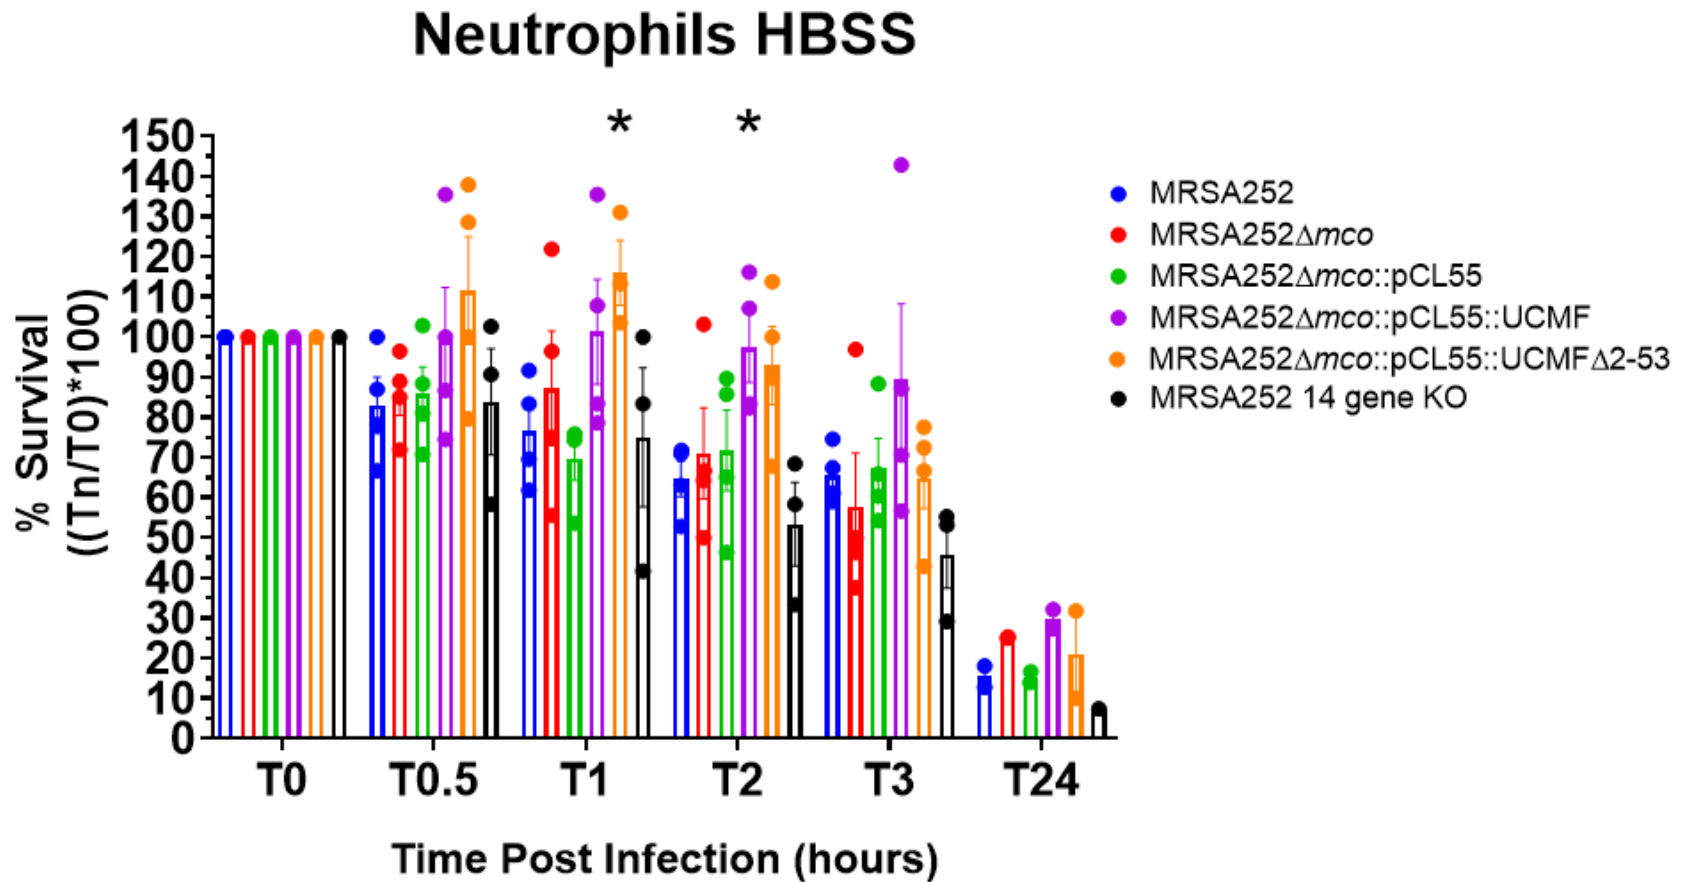 Neutrophils HBSS
* *
% Survival
((Tn/T0)*100)
150
140
130
120
110
100
90
80
70
60
50
40
30
20
10
0
T0 T0.5 T1 T2 T3 T24
Time Post Infection (hours)
MRSA252
MRSA252Δmco
MRSA252Δmco::pCL55
MRSA252Δmco::pCL55::UCMF
MRSA252Δmco::pCL55::UCMFΔ2-53
MRSA252 14 gene KO